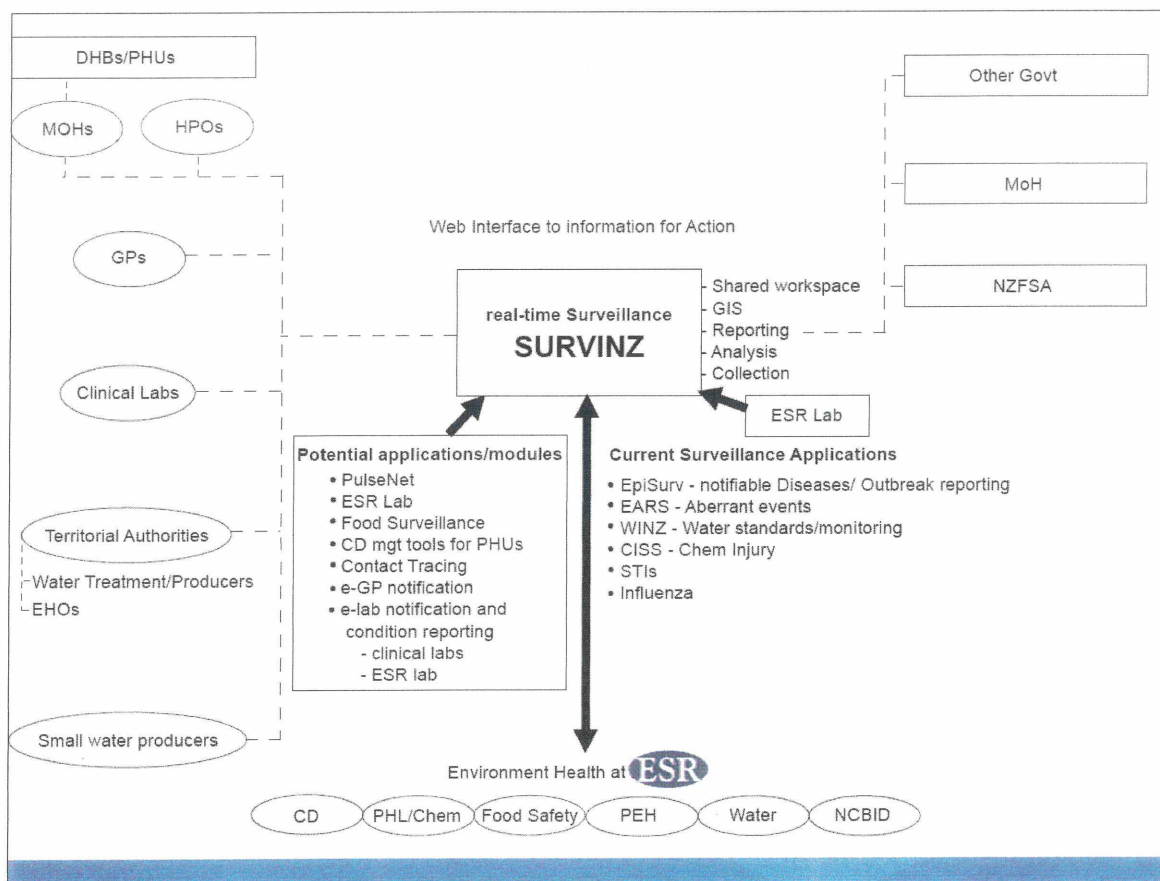 DHBs/PHUs
MOHs
HPOs
GPs
Clinical Labs
Territorial Authorities
Water Treatment/Producers
EHOs
Small water producers
Web Interface to information for Action
real-time Surveillance
SURVINZ
- Shared workspace
- GIS
- Reporting
- Analysis
- Collection
Other Govt
MoH
NZFSA
ESR Lab
Potential applications/modules
• PulseNet
• ESR Lab
• Food Surveillance
• CD mgt tools for PHUs
• Contact Tracing
• e-GP notification
• e-lab notification and
condition reporting
- clinical labs
- ESR lab
Current Surveillance Applications
• EpiSurv - notifiable Diseases/ Outbreak reporting
• EARS - Aberrant events
• WINZ - Water standards/monitoring
• CISS - Chem Injury
• STIs
• Influenza
Environment Health at ESR
CD
PHL/Chem
Food Safety
PEH
Water
NCBID